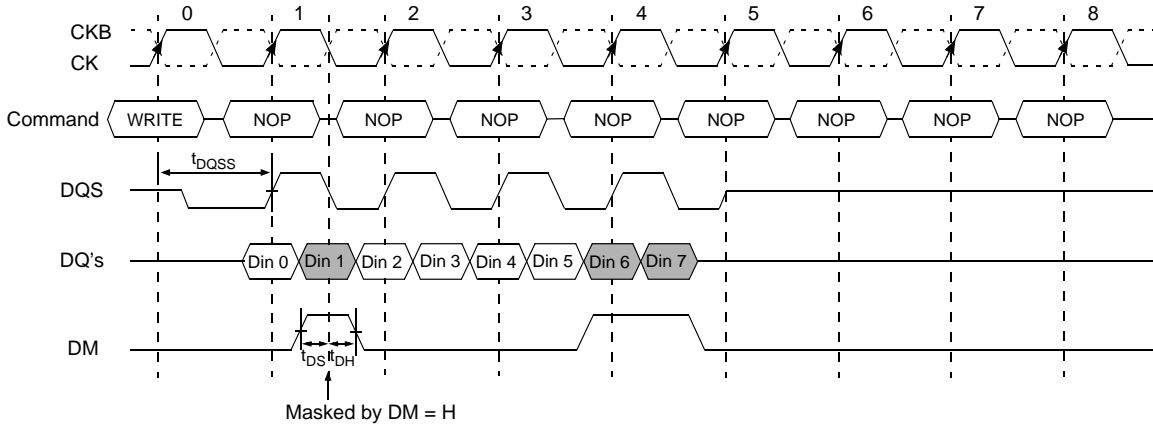 0 1 2 3 4 5 6 7 8
CKB
CK
Command WRITE NOP NOP NOP NOP NOP NOP NOP NOP
tDQSS
DQS
DQ's Din 0 Din 1 Din 2 Din 3 Din 4 Din 5 Din 6 Din 7
DM
tDS tDH
Masked by DM = H